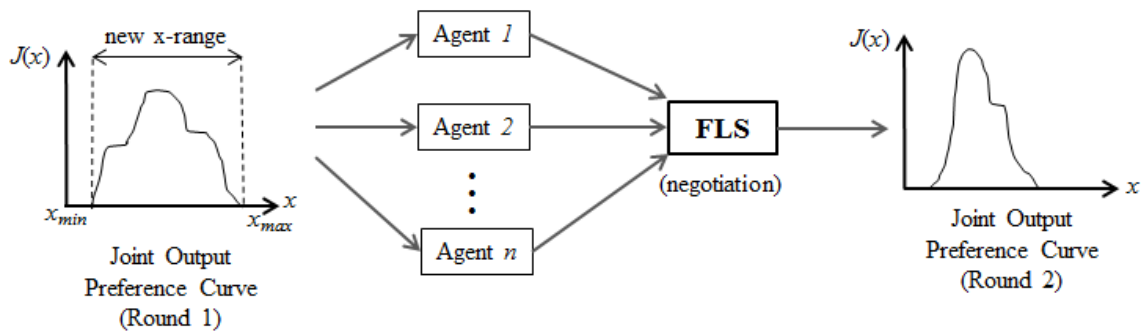 J(x)
new x-range
x
x_min
x_max
Joint Output
Preference Curve
(Round 1)
Agent 1
Agent 2
⋮
Agent n
FLS
(negotiation)
J(x)
x
Joint Output
Preference Curve
(Round 2)